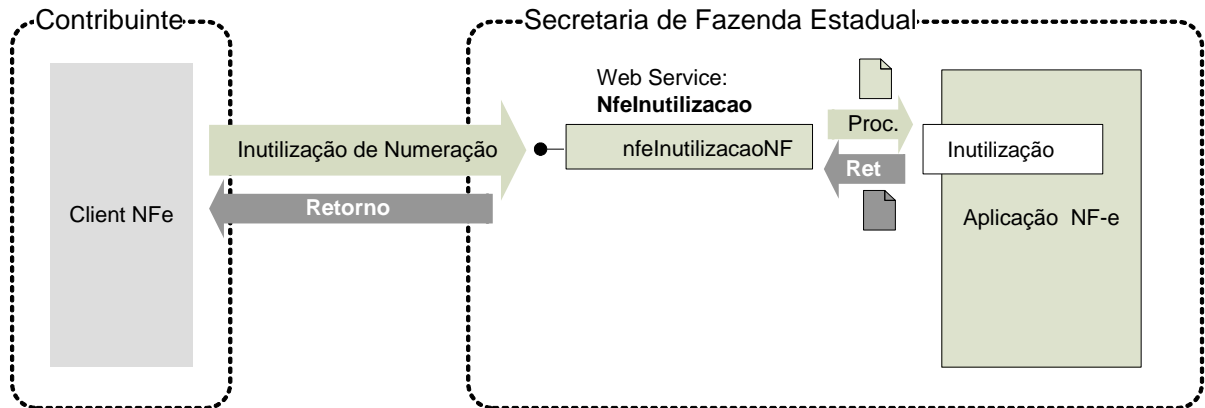 Contribuinte
Secretaria de Fazenda Estadual
Web Service:
NfeInutilizacao
Proc.
Inutilização de Numeração
nfeInutilizacaoNF
Inutilização
Ret
Retorno
Client NFe
Aplicação NF-e